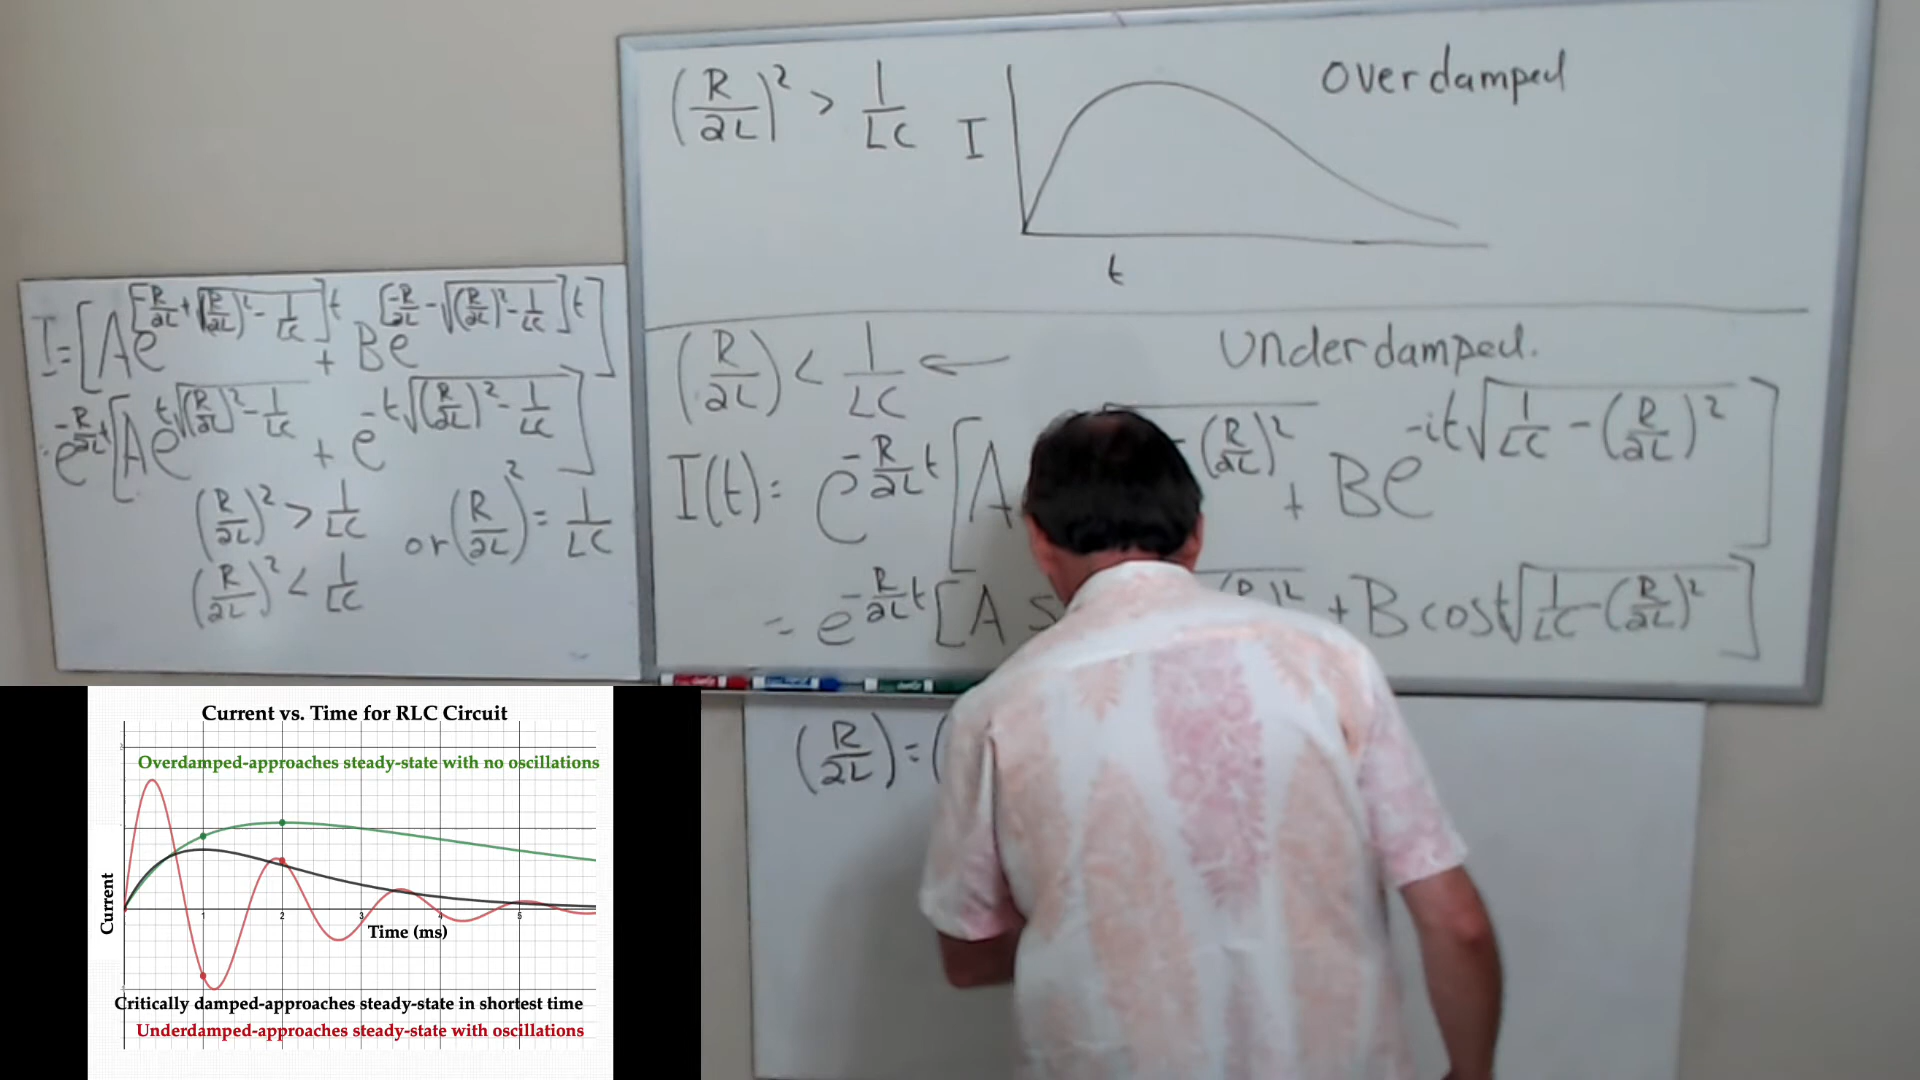 (R/2L)² > 1/LC
I
Overdamped
t
I = [Ae^[-R/2L + √((R/2L)² - 1/LC)]t + Be^[-R/2L - √((R/2L)² - 1/LC)]t]
= e^(-R/2L t)[Ae^(t√((R/2L)² - 1/LC)) + e^(-t√((R/2L)² - 1/LC))]
(R/2L)² > 1/LC or (R/2L)² = 1/LC
(R/2L)² < 1/LC
(R/2L) < 1/LC ←
Underdamped.
I(t) = e^(-R/2L t)[A - (R/2L)² + Be^(-it√(1/LC - (R/2L)²))]
= e^(-R/2L t)[A s (R )² + B cos t√(1/LC - (R/2L)²)]
(R/2L) = (
Current vs. Time for RLC Circuit
Overdamped-approaches steady-state with no oscillations
Current
1 2 3 4 5
Time (ms)
Critically damped-approaches steady-state in shortest time
Underdamped-approaches steady-state with oscillations